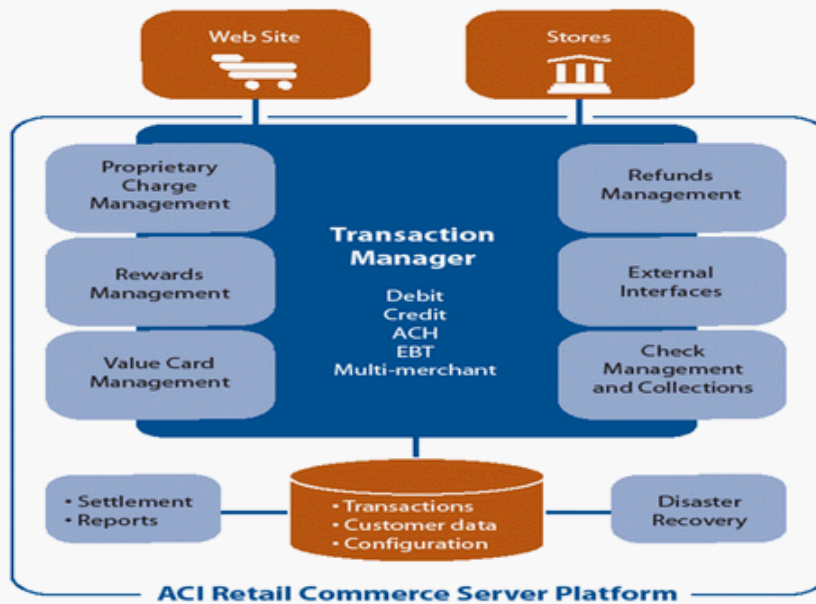 Web Site
Stores
Proprietary
Charge
Management
Refunds
Management
Transaction
Manager
Rewards
Management
External
Interfaces
Debit
Credit
ACH
EBT
Multi-merchant
Value Card
Management
Check
Management
and Collections
• Settlement
• Reports
• Transactions
• Customer data
• Configuration
Disaster
Recovery
ACI Retail Commerce Server Platform